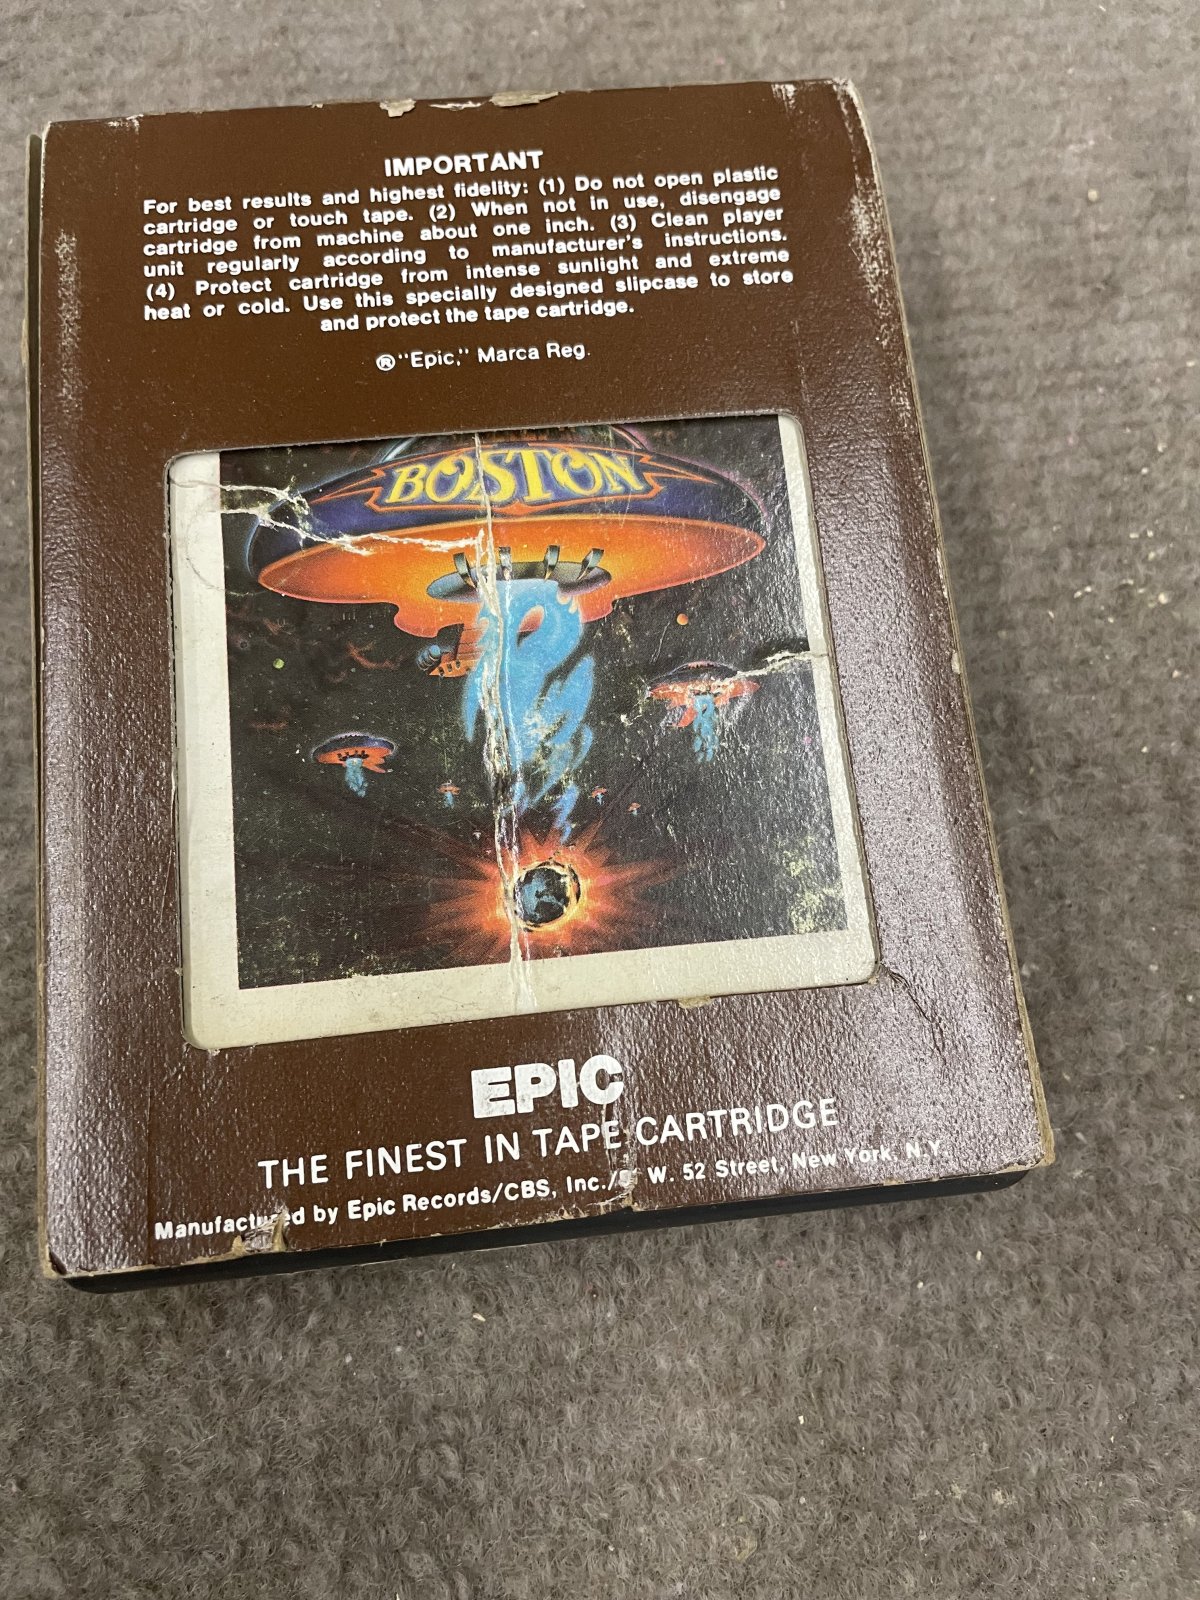 IMPORTANT
For best results and highest fidelity: (1) Do not open plastic
cartridge or touch tape. (2) When not in use, disengage
cartridge from machine about one inch. (3) Clean player
unit regularly according to manufacturer's instructions.
(4) Protect cartridge from intense sunlight and extreme
heat or cold. Use this specially designed slipcase to store
and protect the tape cartridge.
® "Epic," Marca Reg.
BOSTON
EPIC
THE FINEST IN TAPE CARTRIDGE
Manufactured by Epic Records/CBS, Inc./ W. 52 Street, New York, N.Y.